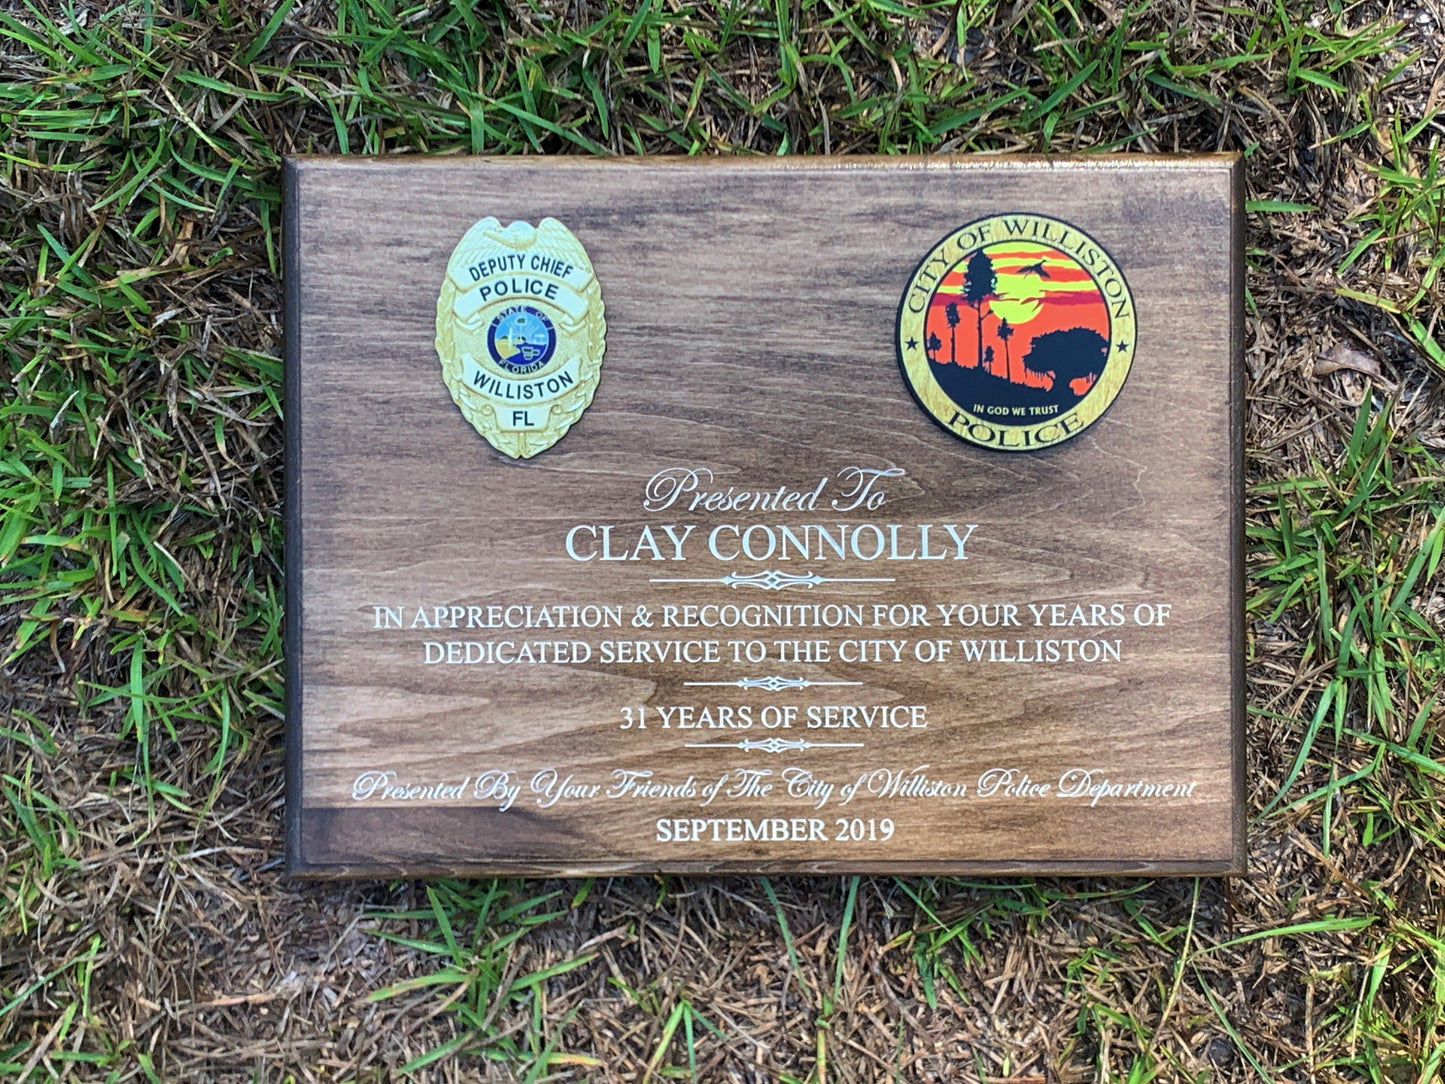 DEPUTY CHIEF
POLICE
STATE OF
FLORIDA
WILLISTON
FL
CITY OF WILLISTON
IN GOD WE TRUST
POLICE
Presented To
CLAY CONNOLLY
IN APPRECIATION & RECOGNITION FOR YOUR YEARS OF
DEDICATED SERVICE TO THE CITY OF WILLISTON
31 YEARS OF SERVICE
Presented By Your Friends of The City of Williston Police Department
SEPTEMBER 2019